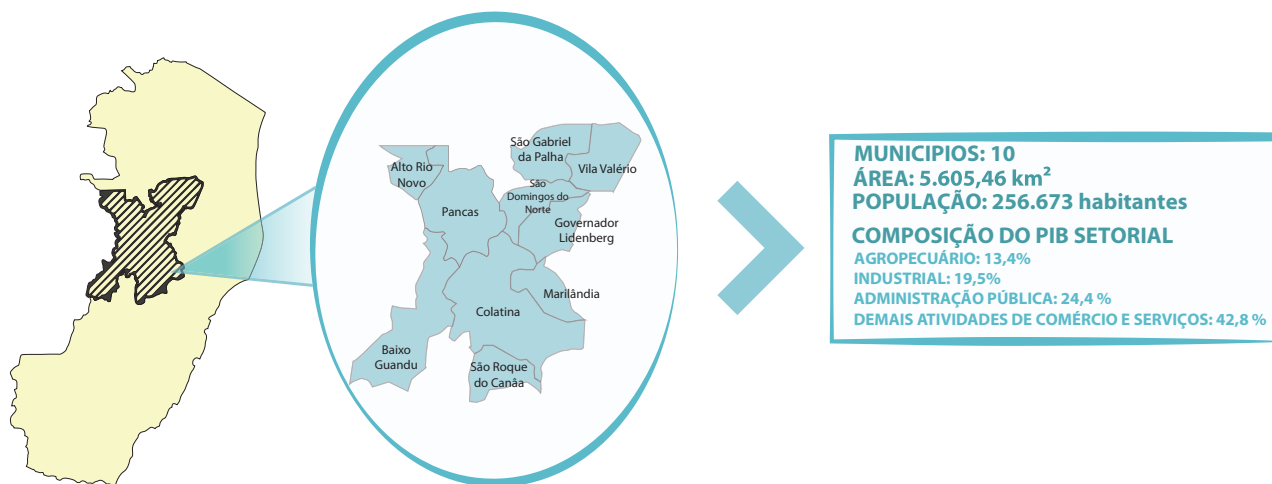 São Gabriel
da Palha
Alto Rio
Novo
Vila Valério
São
Domingos do
Norte
Pancas
Governador
Lidenberg
Marilândia
Colatina
Baixo
Guandu
São Roque
do Canâa
MUNICIPIOS: 10
ÁREA: 5.605,46 km²
POPULAÇÃO: 256.673 habitantes
COMPOSIÇÃO DO PIB SETORIAL
AGROPECUÁRIO: 13,4%
INDUSTRIAL: 19,5%
ADMINISTRAÇÃO PÚBLICA: 24,4 %
DEMAIS ATIVIDADES DE COMÉRCIO E SERVIÇOS: 42,8 %